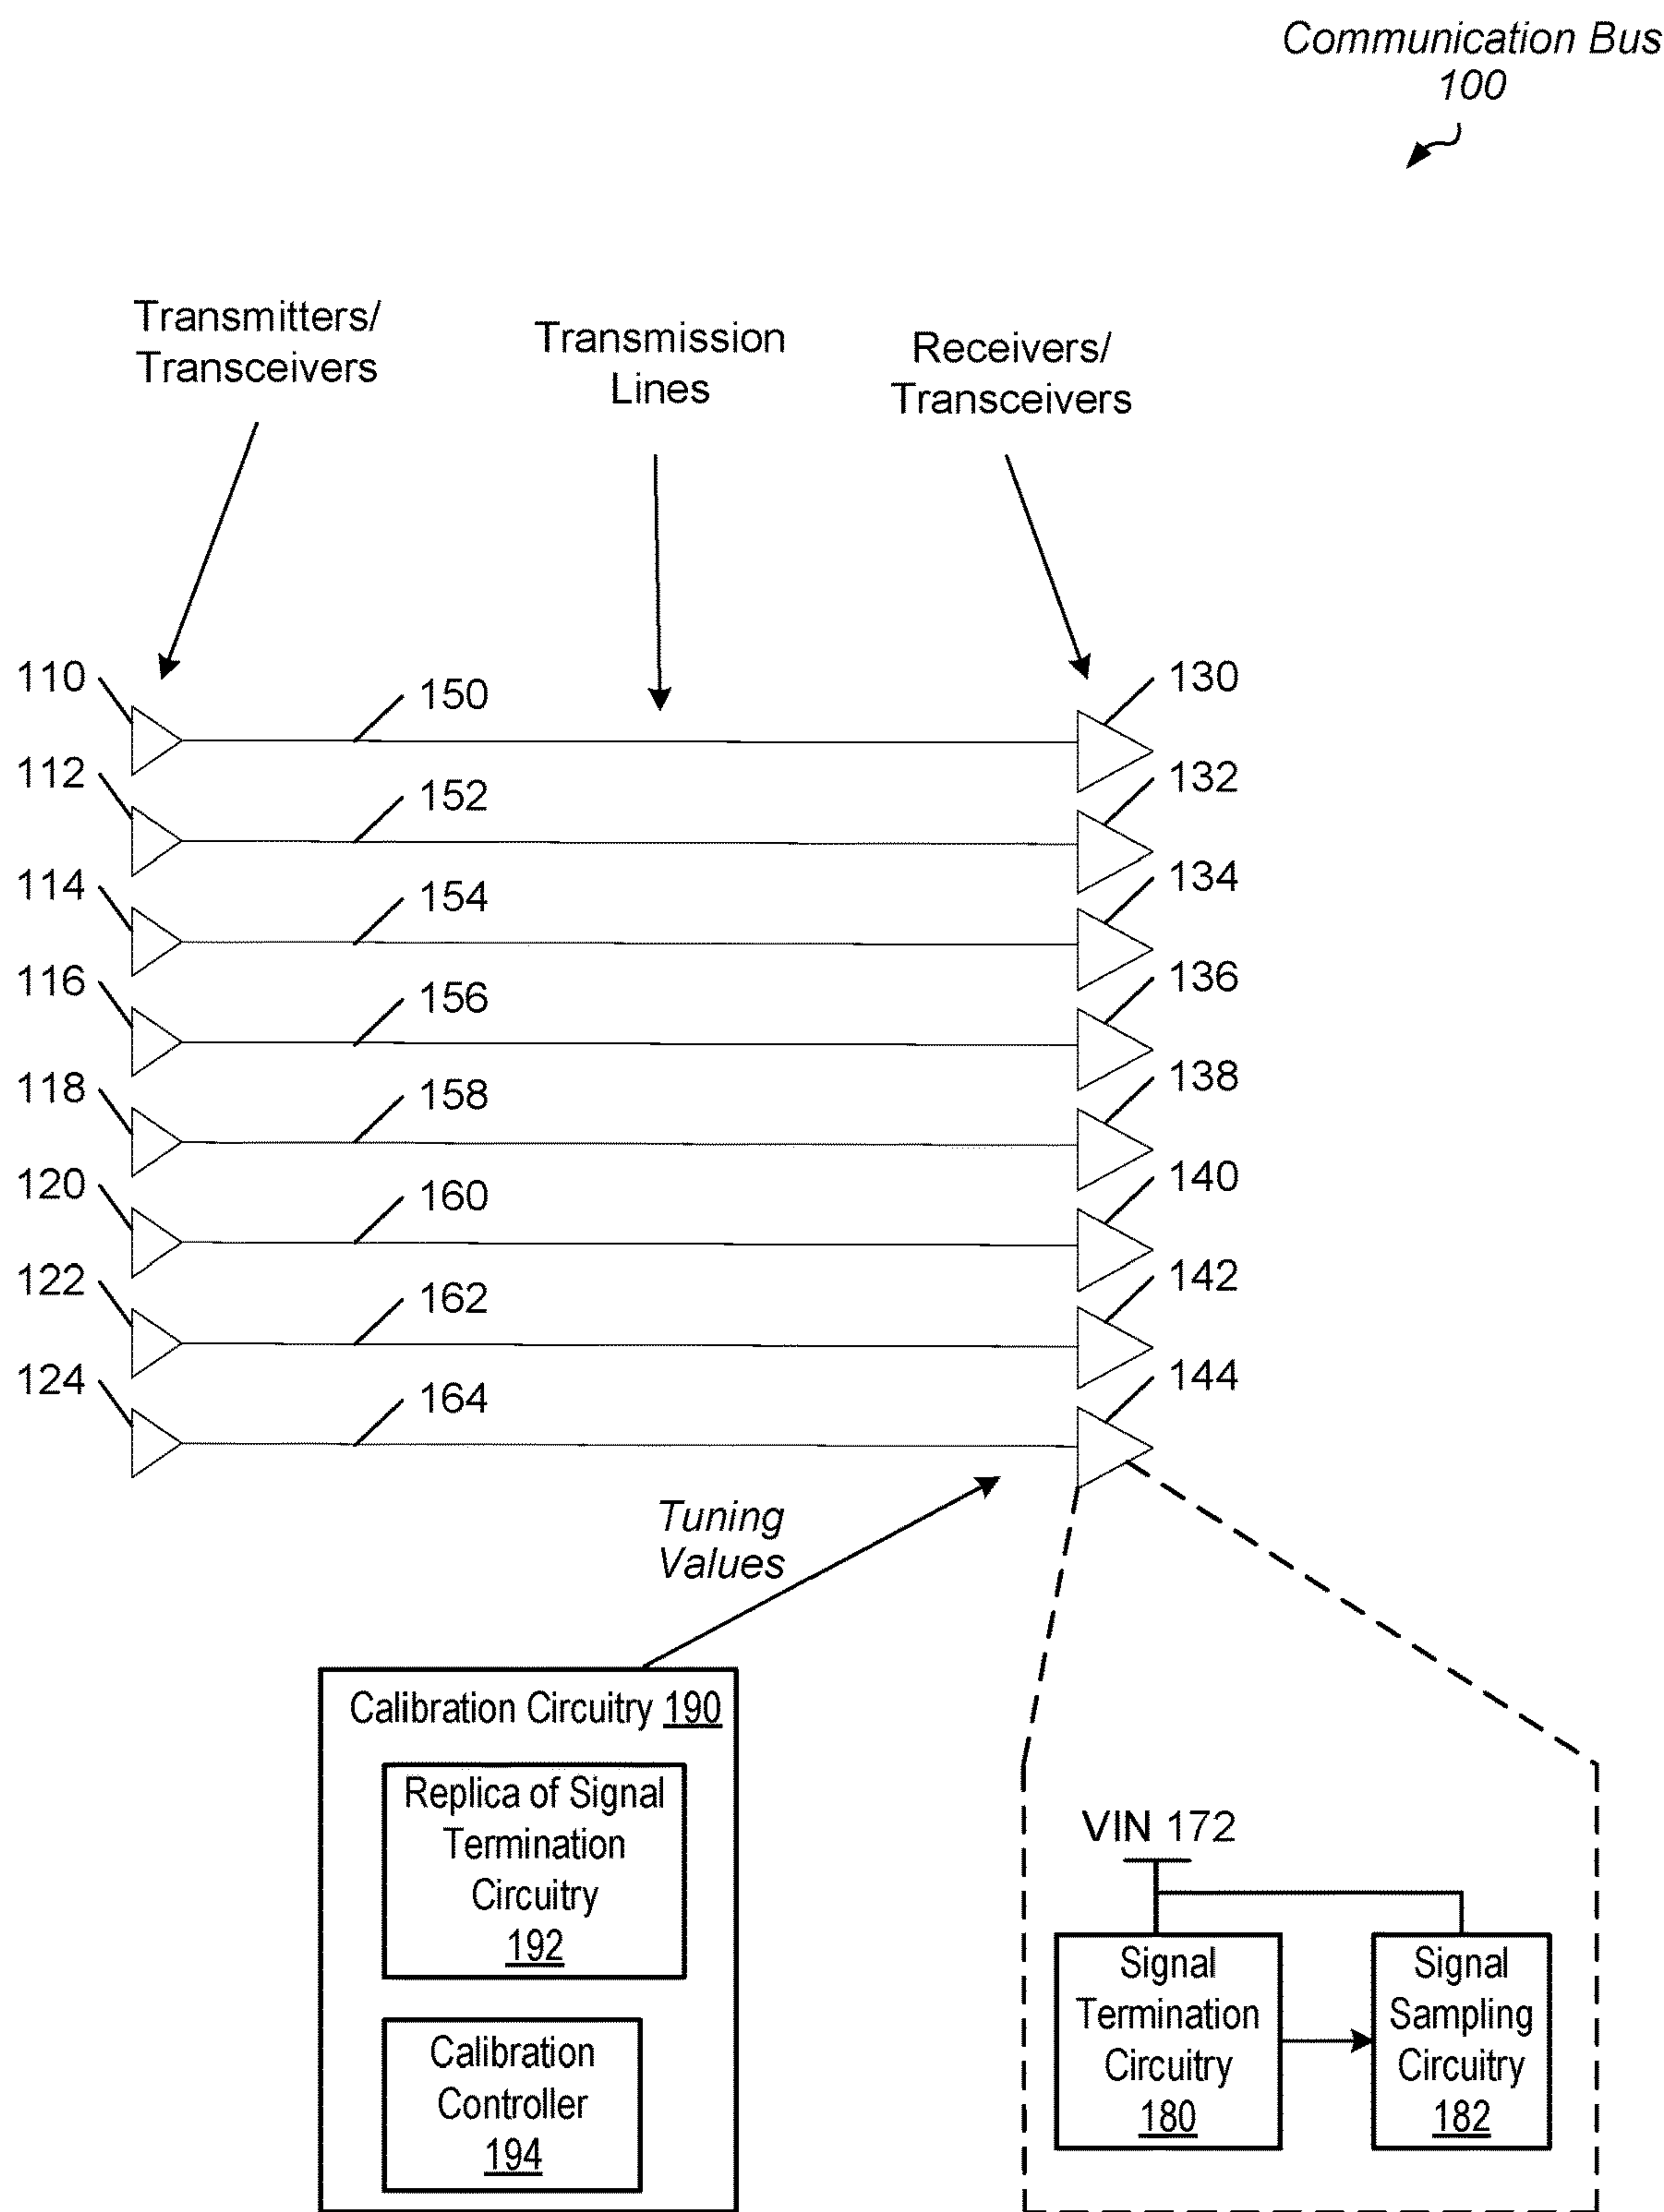 Communication Bus
100
Transmitters/
Transceivers
Transmission
Lines
Receivers/
Transceivers
110
150
130
112
152
132
114
154
134
116
156
136
118
158
138
120
160
140
122
162
142
124
164
144
Tuning
Values
Calibration Circuitry 190
Replica of Signal
Termination
Circuitry
192
Calibration
Controller
194
VIN 172
Signal
Termination
Circuitry
180
Signal
Sampling
Circuitry
182